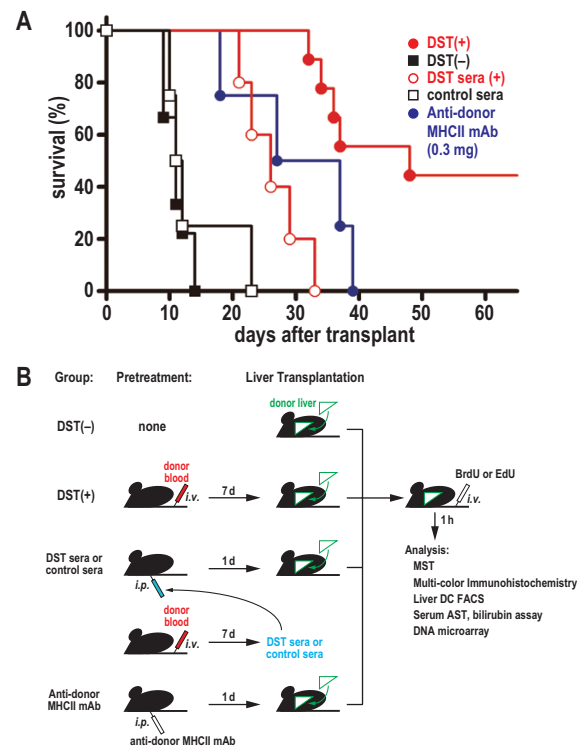 A
survival (%)
100
80
60
40
20
0
0 10 20 30 40 50 60
days after transplant
DST(+)
DST(−)
DST sera (+)
control sera
Anti-donor
MHCII mAb
(0.3 mg)
B
Group: Pretreatment: Liver Transplantation
donor liver
DST(−) none
donor
blood
BrdU or EdU
DST(+) i.v. 7 d i.v.
1 h
DST sera or
control sera
1 d
i.p.
Analysis:
MST
Multi-color Immunohistochemistry
Liver DC FACS
Serum AST, bilirubin assay
DNA microarray
donor
blood
i.v. 7 d
DST sera or
control sera
Anti-donor
MHCII mAb
1 d
i.p.
anti-donor MHCII mAb